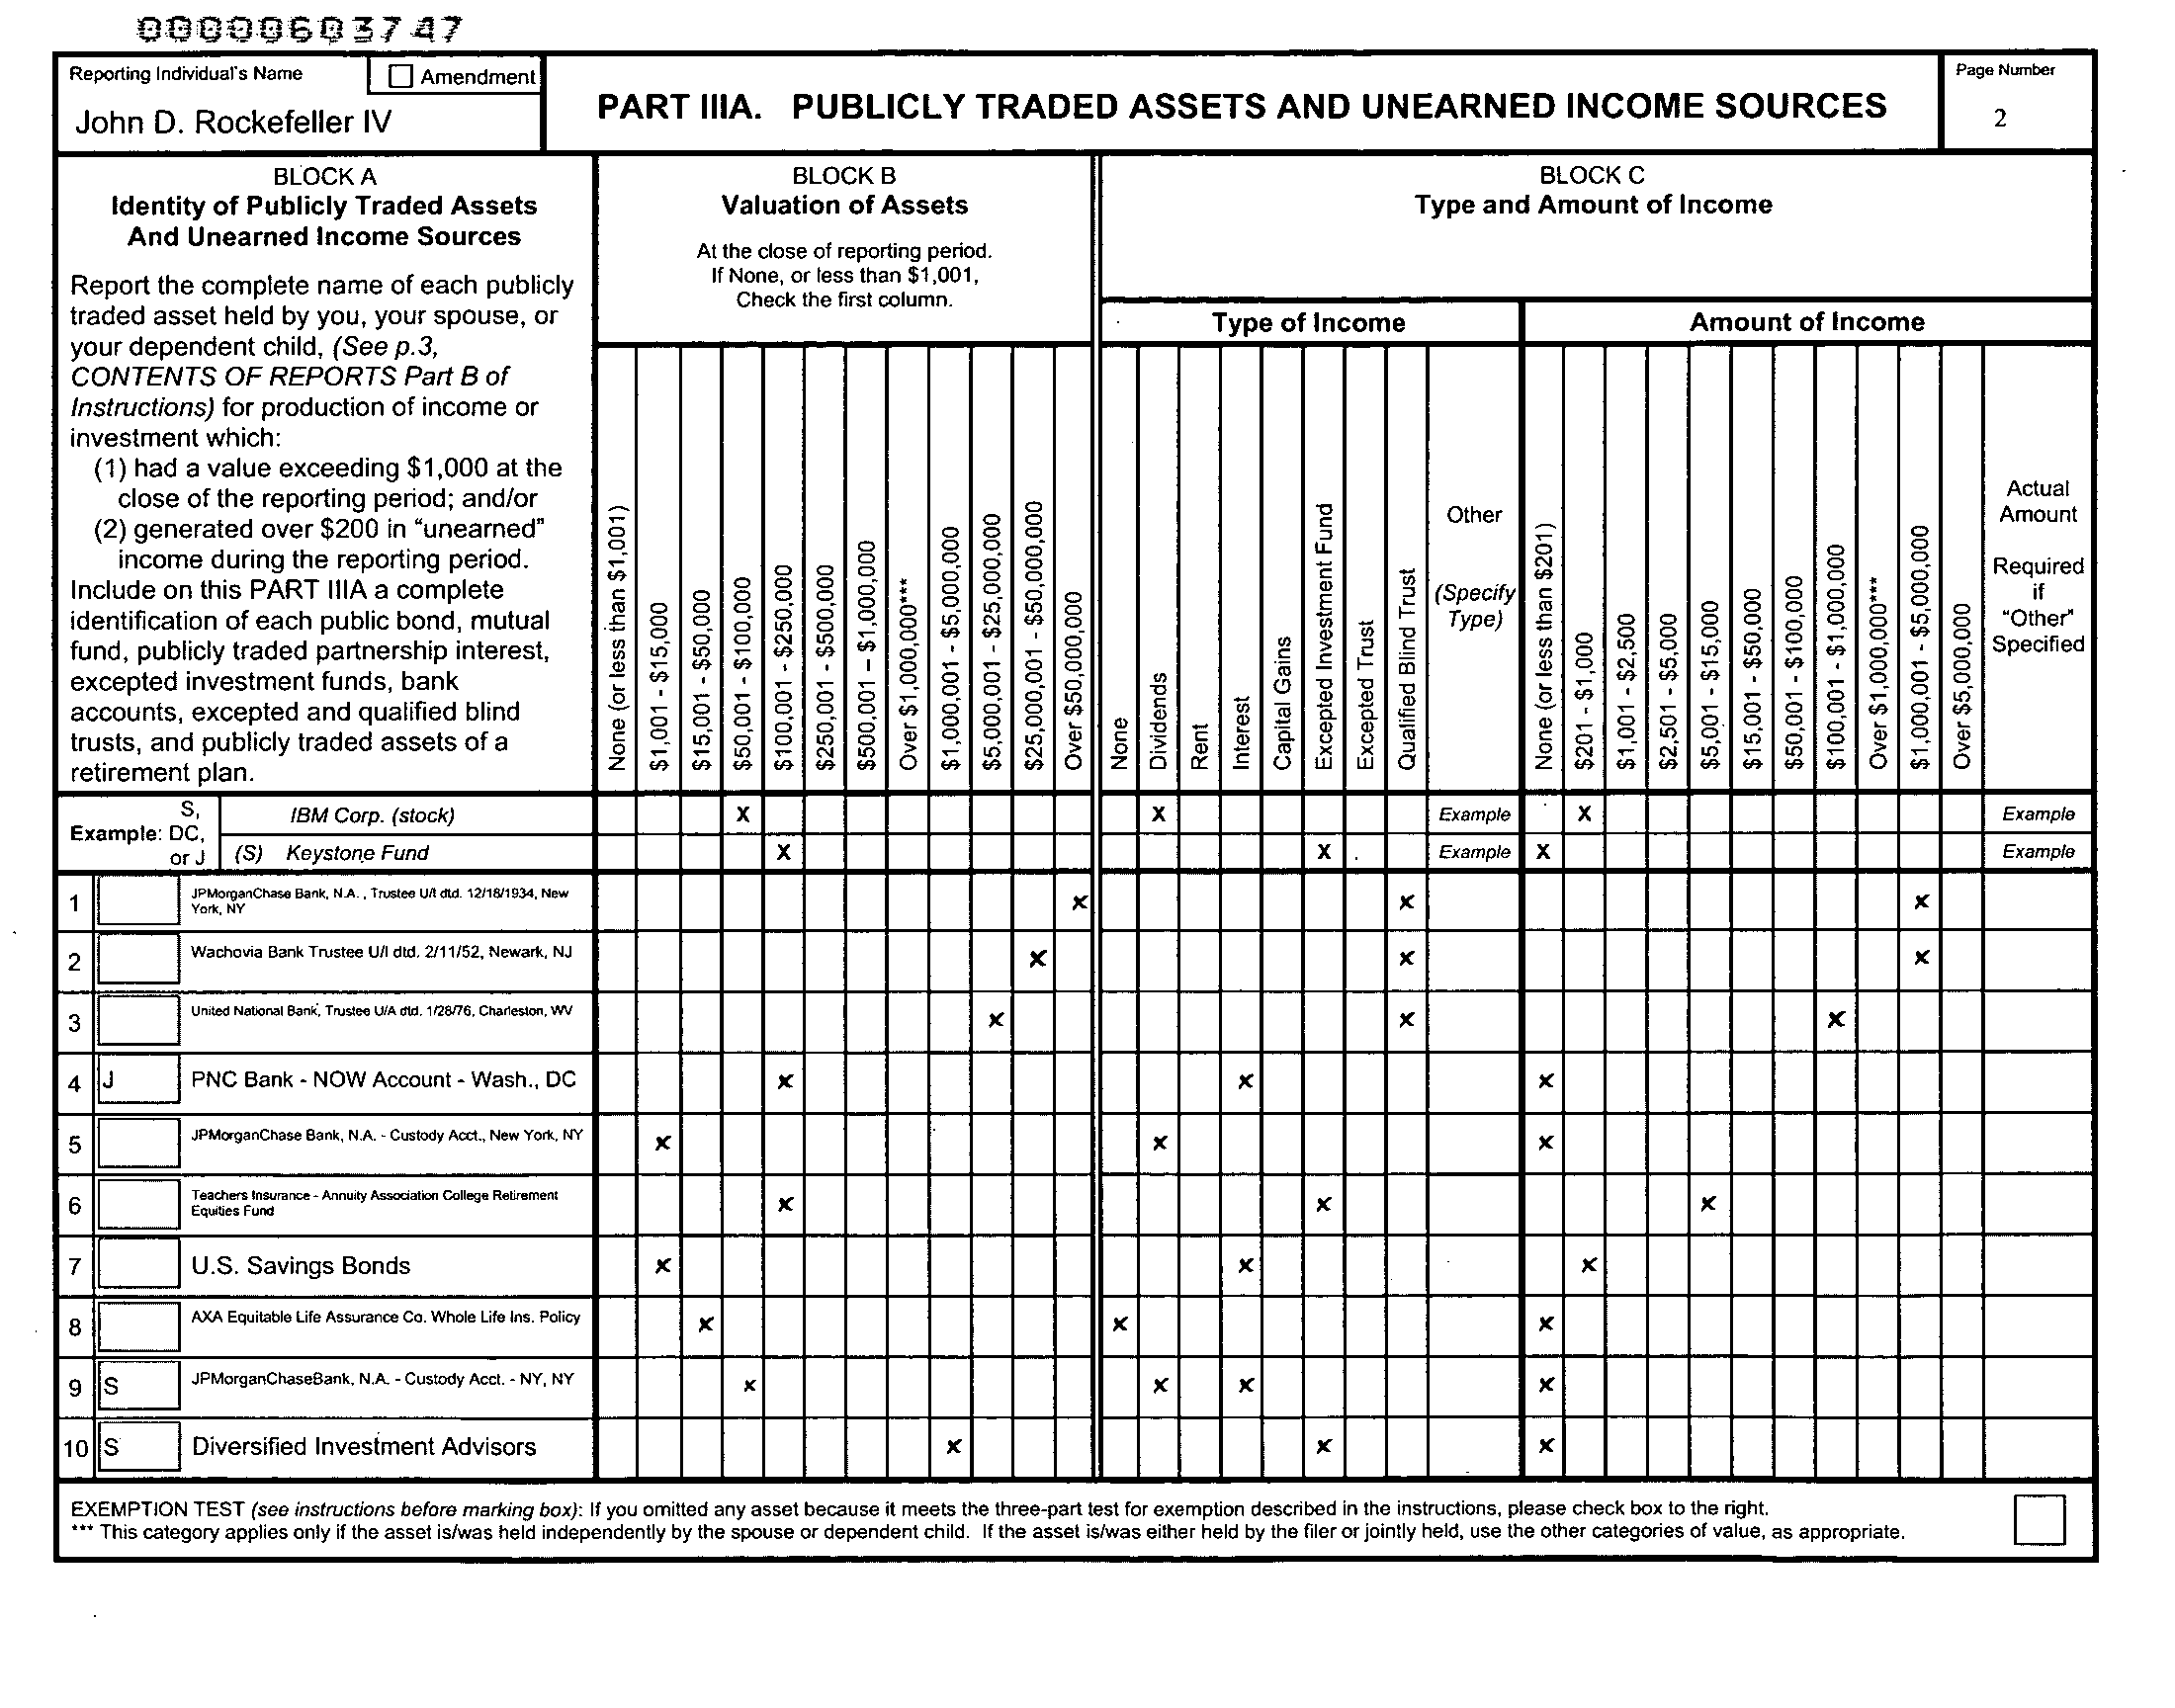 00000603747
Reporting Individual's Name
Amendment
John D. Rockefeller IV
PART IIIA. PUBLICLY TRADED ASSETS AND UNEARNED INCOME SOURCES
Page Number
2
BLOCK A
Identity of Publicly Traded Assets
And Unearned Income Sources
Report the complete name of each publicly
traded asset held by you, your spouse, or
your dependent child, (See p.3,
CONTENTS OF REPORTS Part B of
Instructions) for production of income or
investment which:
(1) had a value exceeding $1,000 at the
close of the reporting period; and/or
(2) generated over $200 in “unearned”
income during the reporting period.
Include on this PART IIIA a complete
identification of each public bond, mutual
fund, publicly traded partnership interest,
excepted investment funds, bank
accounts, excepted and qualified blind
trusts, and publicly traded assets of a
retirement plan.
BLOCK B
Valuation of Assets
At the close of reporting period.
If None, or less than $1,001,
Check the first column.
None (or less than $1,001)
$1,001 - $15,000
$15,001 - $50,000
$50,001 - $100,000
$100,001 - $250,000
$250,001 - $500,000
$500,001 – $1,000,000
Over $1,000,000***
$1,000,001 - $5,000,000
$5,000,001 - $25,000,000
$25,000,001 - $50,000,000
Over $50,000,000
BLOCK C
Type and Amount of Income
Type of Income
None
Dividends
Rent
Interest
Capital Gains
Excepted Investment Fund
Excepted Trust
Qualified Blind Trust
Other
(Specify
Type)
Amount of Income
None (or less than $201)
$201 - $1,000
$1,001 - $2,500
$2,501 - $5,000
$5,001 - $15,000
$15,001 - $50,000
$50,001 - $100,000
$100,001 - $1,000,000
Over $1,000,000***
$1,000,001 - $5,000,000
Over $5,000,000
Actual
Amount
Required
if
“Other”
Specified
Example:
S,
DC,
or J
IBM Corp. (stock) X X Example X Example
(S) Keystone Fund X X Example X Example
1 JPMorganChase Bank, N.A. , Trustee U/I dtd. 12/18/1934, New
York, NY x x x
2 Wachovia Bank Trustee U/I dtd. 2/11/52, Newark, NJ x x x
3 United National Bank, Trustee U/A dtd. 1/28/76, Charleston, WV x x x
4 J PNC Bank - NOW Account - Wash., DC x x x
5 JPMorganChase Bank, N.A. - Custody Acct., New York, NY x x x
6 Teachers Insurance - Annuity Association College Retirement
Equities Fund x x x
7 U.S. Savings Bonds x x x
8 AXA Equitable Life Assurance Co. Whole Life Ins. Policy x x x
9 S JPMorganChaseBank, N.A. - Custody Acct. - NY, NY x x x x
10 S Diversified Investment Advisors x x x
EXEMPTION TEST (see instructions before marking box): If you omitted any asset because it meets the three-part test for exemption described in the instructions, please check box to the right.
*** This category applies only if the asset is/was held independently by the spouse or dependent child. If the asset is/was either held by the filer or jointly held, use the other categories of value, as appropriate.